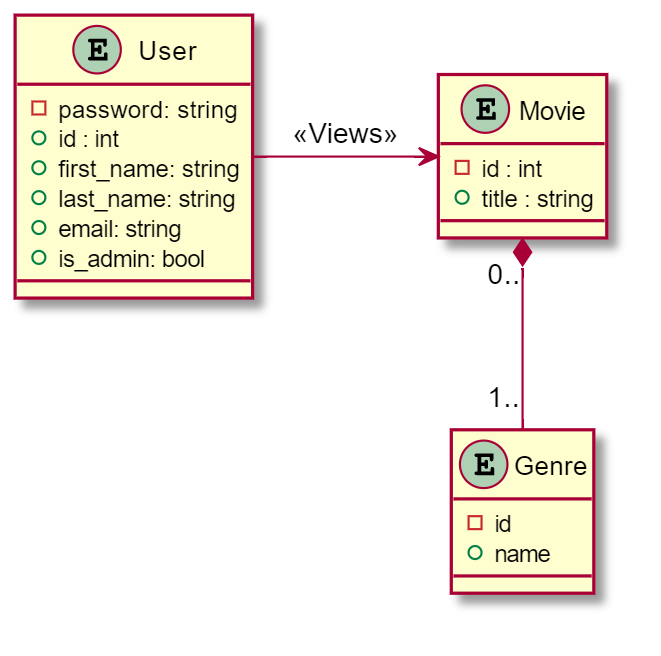 E User
password: string
id : int
first_name: string
last_name: string
email: string
is_admin: bool
«Views»
E Movie
id : int
title : string
0..
1..
E Genre
id
name